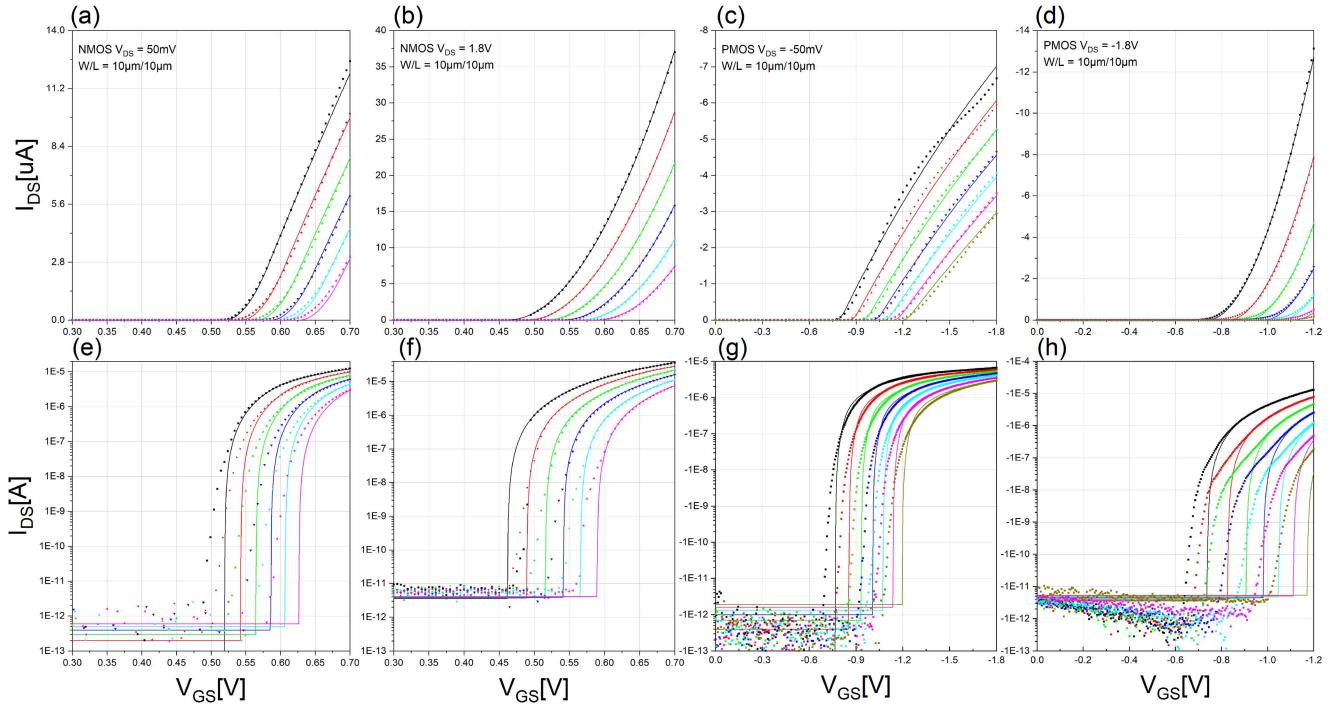 (a) (b) (c) (d)
14.0 40 -8 -14
NMOS V_DS = 50mV
W/L = 10μm/10μm
NMOS V_DS = 1.8V
W/L = 10μm/10μm
PMOS V_DS = -50mV
W/L = 10μm/10μm
PMOS V_DS = -1.8V
W/L = 10μm/10μm
35 -7
11.2 -12
30 -6
-10
8.4 25 -5
-8
20 -4
I_DS[uA]
5.6 -6
15 -3
-4
10 -2
2.8
5 -1 -2
0.0 0 0 0
0.30 0.35 0.40 0.45 0.50 0.55 0.60 0.65 0.70
0.30 0.35 0.40 0.45 0.50 0.55 0.60 0.65 0.70
0.0 -0.3 -0.6 -0.9 -1.2 -1.5 -1.8
0.0 -0.2 -0.4 -0.6 -0.8 -1.0 -1.2
(e) (f) (g) (h)
1E-5 1E-6 1E-7 1E-8 1E-9 1E-10 1E-11 1E-12 1E-13
1E-4 1E-5 1E-6 1E-7 1E-8 1E-9 1E-10 1E-11 1E-12 1E-13
-1E-5 -1E-6 -1E-7 -1E-8 -1E-9 -1E-10 -1E-11 -1E-12 -1E-13
-1E-4 -1E-5 -1E-6 -1E-7 -1E-8 -1E-9 -1E-10 -1E-11 -1E-12 -1E-13
I_DS[A]
0.30 0.35 0.40 0.45 0.50 0.55 0.60 0.65 0.70
0.30 0.35 0.40 0.45 0.50 0.55 0.60 0.65 0.70
0.0 -0.3 -0.6 -0.9 -1.2 -1.5 -1.8
0.0 -0.2 -0.4 -0.6 -0.8 -1.0 -1.2
V_GS[V] V_GS[V] V_GS[V] V_GS[V]